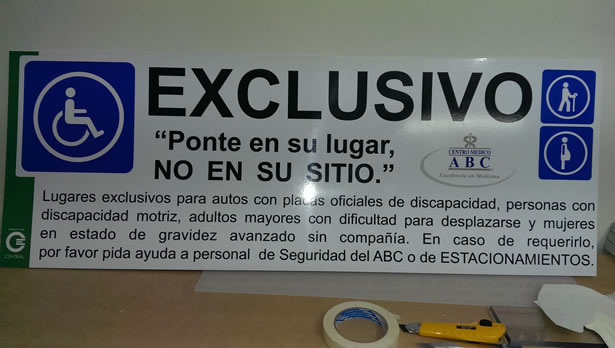 EXCLUSIVO
“Ponte en su lugar,
NO EN SU SITIO.”
CENTRO MEDICO
ABC
Excelencia en Medicina
Lugares exclusivos para autos con placas oficiales de discapacidad, personas con
discapacidad motriz, adultos mayores con dificultad para desplazarse y mujeres
en estado de gravidez avanzado sin compañía. En caso de requerirlo,
por favor pida ayuda a personal de Seguridad del ABC o de ESTACIONAMIENTOS.
CENTRAL